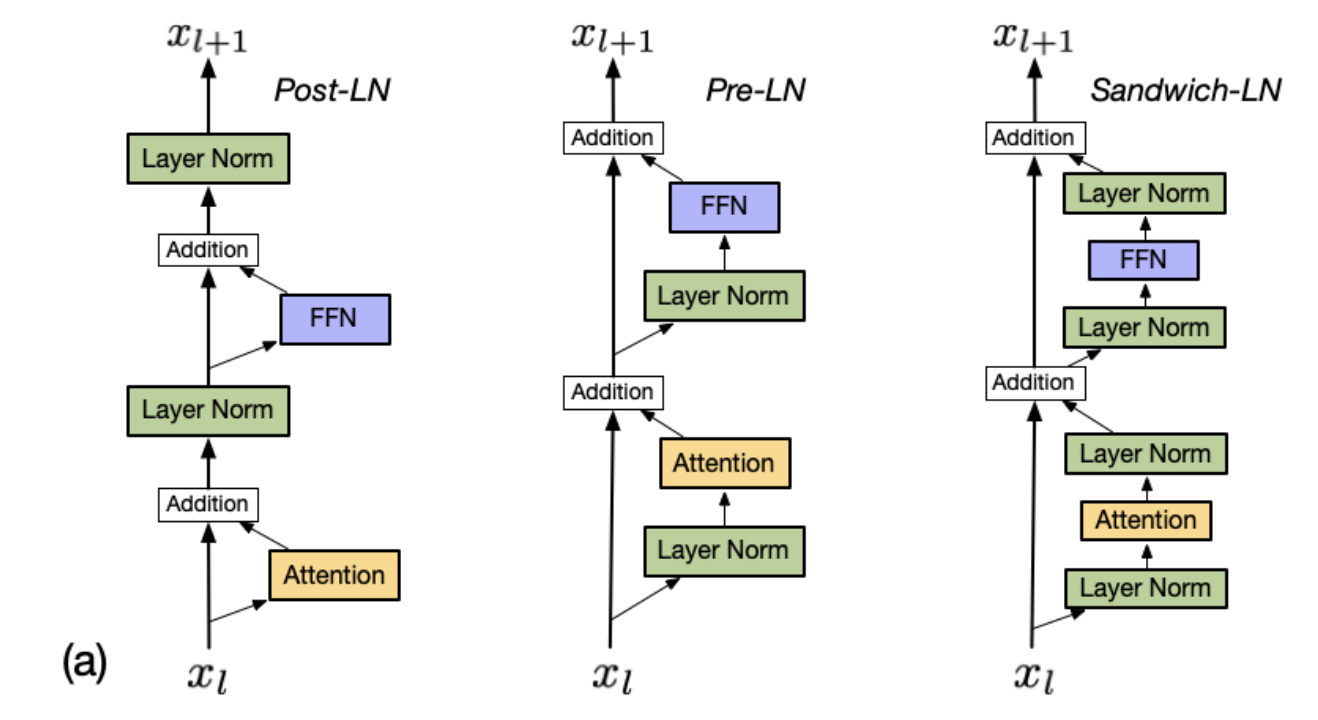 x_{l+1}
Post-LN
Layer Norm
Addition
FFN
Layer Norm
Addition
Attention
(a)
x_l
x_{l+1}
Pre-LN
Addition
FFN
Layer Norm
Addition
Attention
Layer Norm
x_l
x_{l+1}
Sandwich-LN
Addition
Layer Norm
FFN
Layer Norm
Addition
Layer Norm
Attention
Layer Norm
x_l